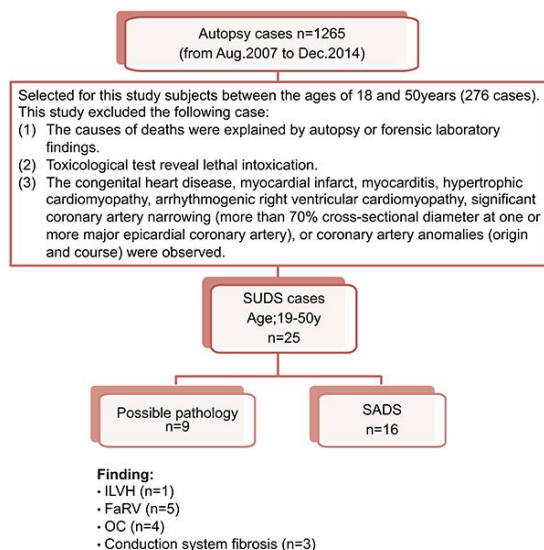 Autopsy cases n=1265
(from Aug.2007 to Dec.2014)
Selected for this study subjects between the ages of 18 and 50years (276 cases).
This study excluded the following case:
(1) The causes of deaths were explained by autopsy or forensic laboratory
findings.
(2) Toxicological test reveal lethal intoxication.
(3) The congenital heart disease, myocardial infarct, myocarditis, hypertrophic
cardiomyopathy, arrhythmogenic right ventricular cardiomyopathy, significant
coronary artery narrowing (more than 70% cross-sectional diameter at one or
more major epicardial coronary artery), or coronary artery anomalies (origin
and course) were observed.
SUDS cases
Age;19-50y
n=25
Possible pathology
n=9
SADS
n=16
Finding:
• ILVH (n=1)
• FaRV (n=5)
• OC (n=4)
• Conduction system fibrosis (n=3)